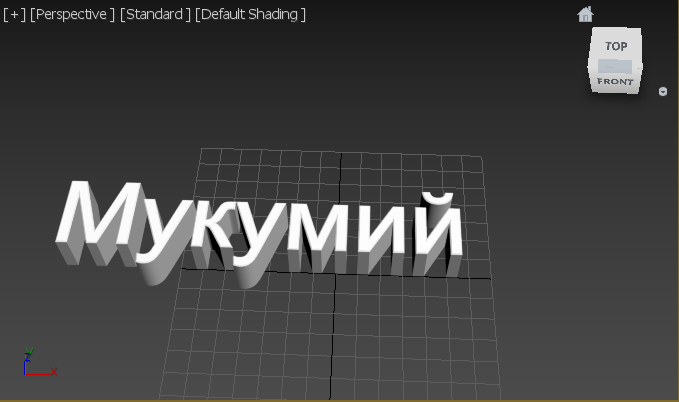 [+] [Perspective ] [Standard ] [Default Shading ]
TOP
FRONT
Мукумий
x